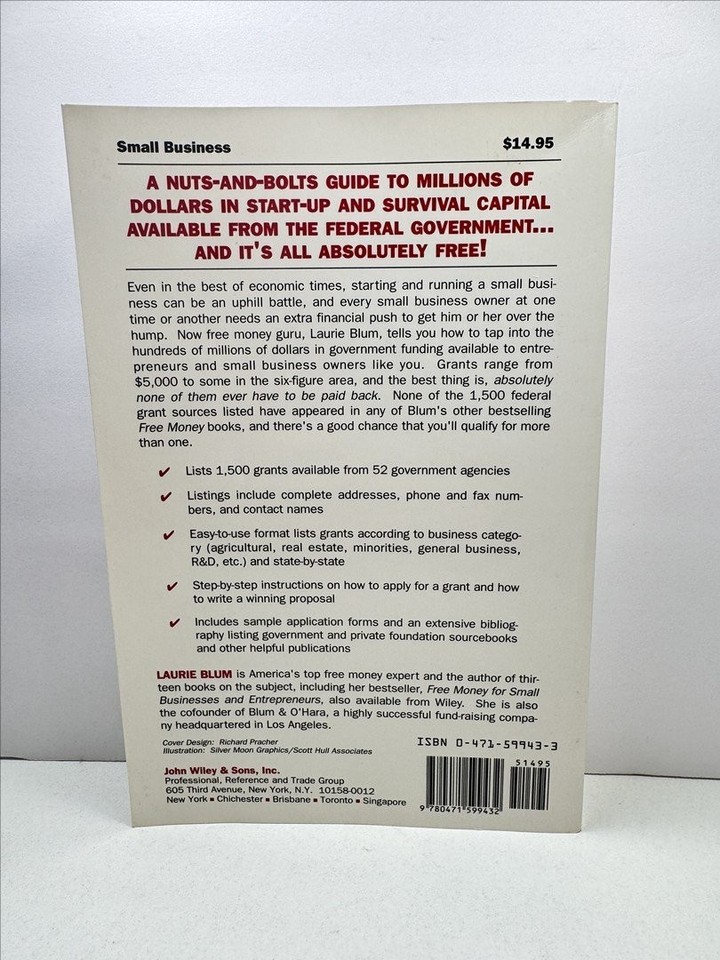 Small Business
$14.95
A NUTS-AND-BOLTS GUIDE TO MILLIONS OF
DOLLARS IN START-UP AND SURVIVAL CAPITAL
AVAILABLE FROM THE FEDERAL GOVERNMENT...
AND IT'S ALL ABSOLUTELY FREE!
Even in the best of economic times, starting and running a small busi-
ness can be an uphill battle, and every small business owner at one
time or another needs an extra financial push to get him or her over the
hump. Now free money guru, Laurie Blum, tells you how to tap into the
hundreds of millions of dollars in government funding available to entre-
preneurs and small business owners like you. Grants range from
$5,000 to some in the six-figure area, and the best thing is, absolutely
none of them ever have to be paid back. None of the 1,500 federal
grant sources listed have appeared in any of Blum's other bestselling
Free Money books, and there's a good chance that you'll qualify for more
than one.
✔ Lists 1,500 grants available from 52 government agencies
✔ Listings include complete addresses, phone and fax num-
bers, and contact names
✔ Easy-to-use format lists grants according to business catego-
ry (agricultural, real estate, minorities, general business,
R&D, etc.) and state-by-state
✔ Step-by-step instructions on how to apply for a grant and how
to write a winning proposal
✔ Includes sample application forms and an extensive bibliog-
raphy listing government and private foundation sourcebooks
and other helpful publications
LAURIE BLUM is America's top free money expert and the author of thir-
teen books on the subject, including her bestseller, Free Money for Small
Businesses and Entrepreneurs, also available from Wiley. She is also
the cofounder of Blum & O'Hara, a highly successful fund-raising compa-
ny headquartered in Los Angeles.
Cover Design: Richard Pracher
Illustration: Silver Moon Graphics/Scott Hull Associates
John Wiley & Sons, Inc.
Professional, Reference and Trade Group
605 Third Avenue, New York, N.Y. 10158-0012
New York ▪ Chichester ▪ Brisbane ▪ Toronto ▪ Singapore
ISBN 0-471-59943-3
51495
9 780471 599432